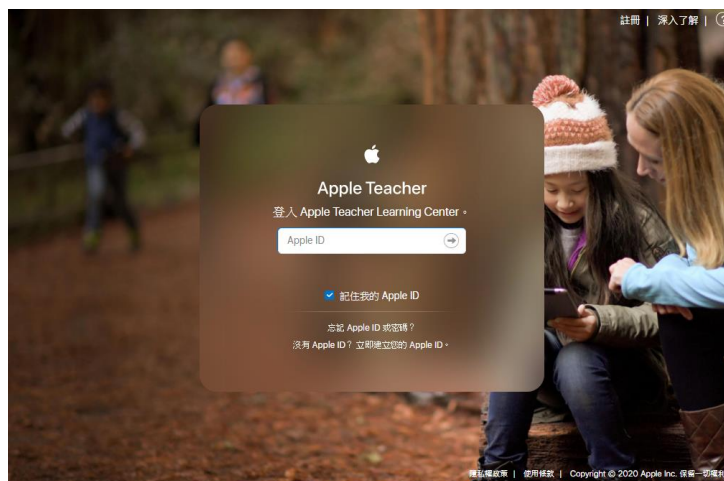 註冊 | 深入了解 |
Apple Teacher
登入 Apple Teacher Learning Center。
Apple ID
記住我的 Apple ID
忘記 Apple ID 或密碼？
沒有 Apple ID？ 立即建立您的 Apple ID。
隱私權政策 | 使用條款 | Copyright © 2020 Apple Inc. 保留一切權利